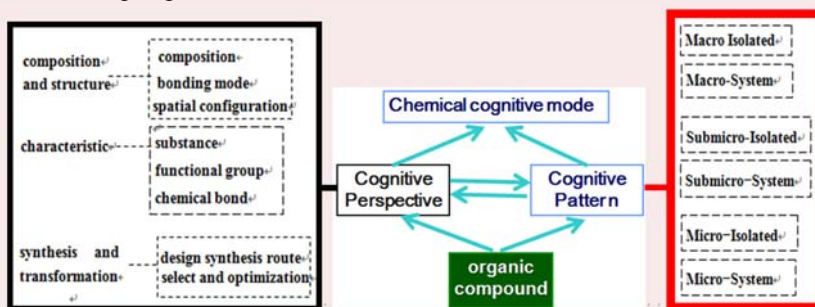 composition
and structure
composition
bonding mode
spatial configuration
characteristic
substance
functional group
chemical bond
synthesis and
transformation
design synthesis route
select and optimization
Chemical cognitive mode
Cognitive
Perspective
Cognitive
Pattern
organic
compound
Macro Isolated
Macro-System
Submicro-Isolated
Submicro-System
Micro-Isolated
Micro-System